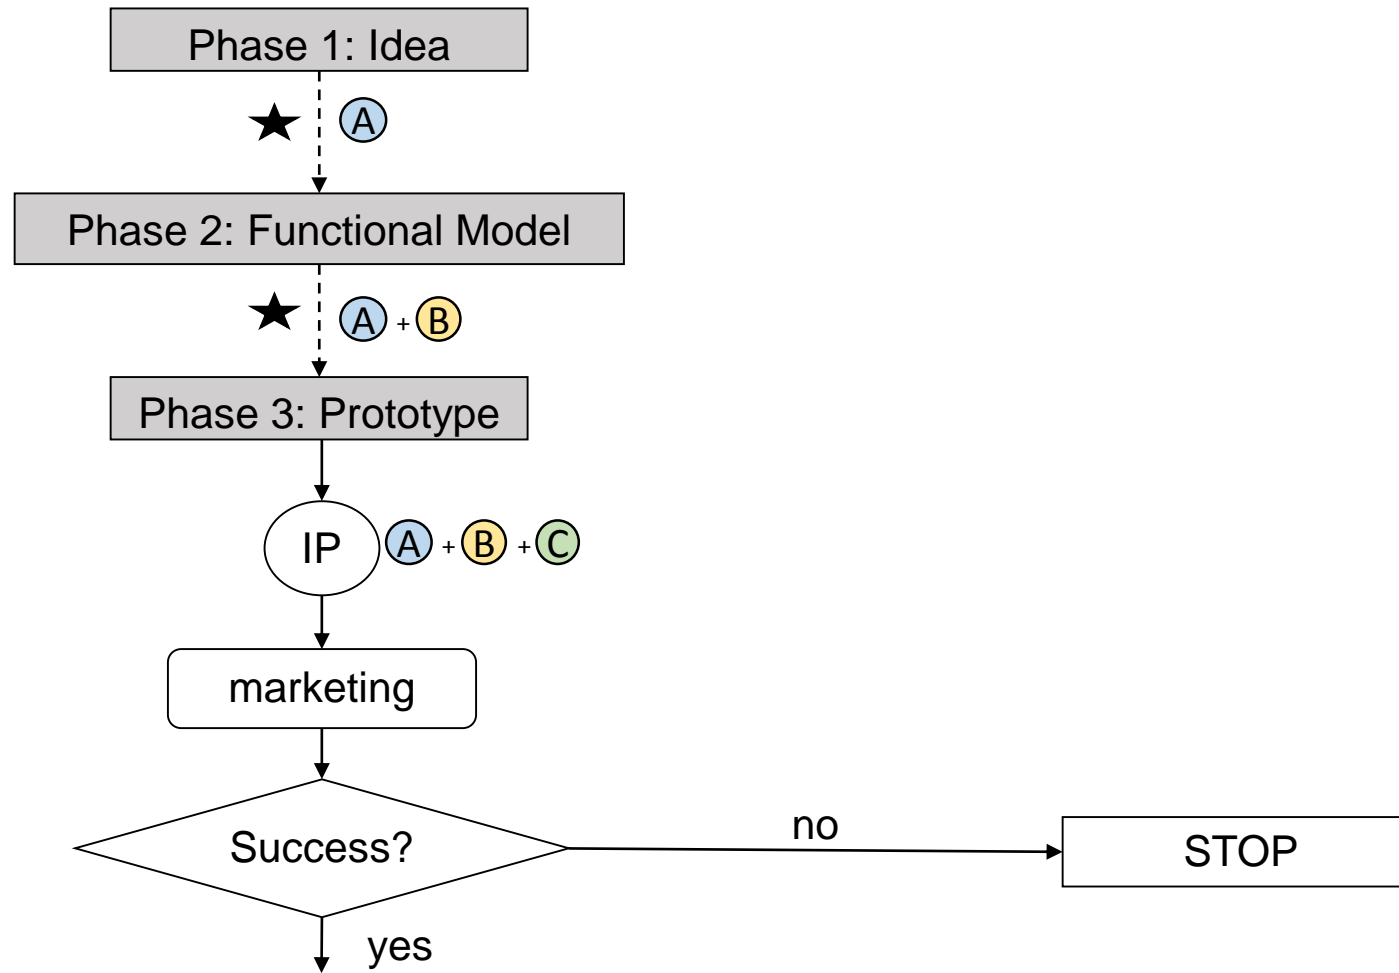 Phase 1: Idea
A
Phase 2: Functional Model
A + B
Phase 3: Prototype
IP A + B + C
marketing
Success?
no
STOP
yes